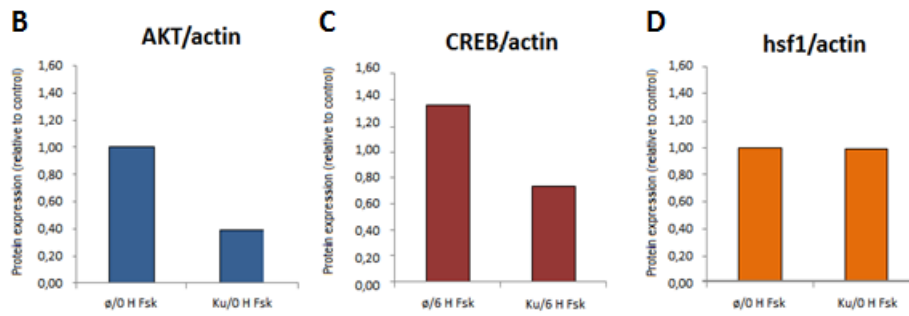 B
AKT/actin
Protein expression (relative to control)
1,60
1,40
1,20
1,00
0,80
0,60
0,40
0,20
0,00
ø/0 H Fsk
Ku/0 H Fsk
C
CREB/actin
Protein expression (relative to control)
1,60
1,40
1,20
1,00
0,80
0,60
0,40
0,20
0,00
ø/6 H Fsk
Ku/6 H Fsk
D
hsf1/actin
Protein expression (relative to control)
1,60
1,40
1,20
1,00
0,80
0,60
0,40
0,20
0,00
ø/0 H Fsk
Ku/0 H Fsk